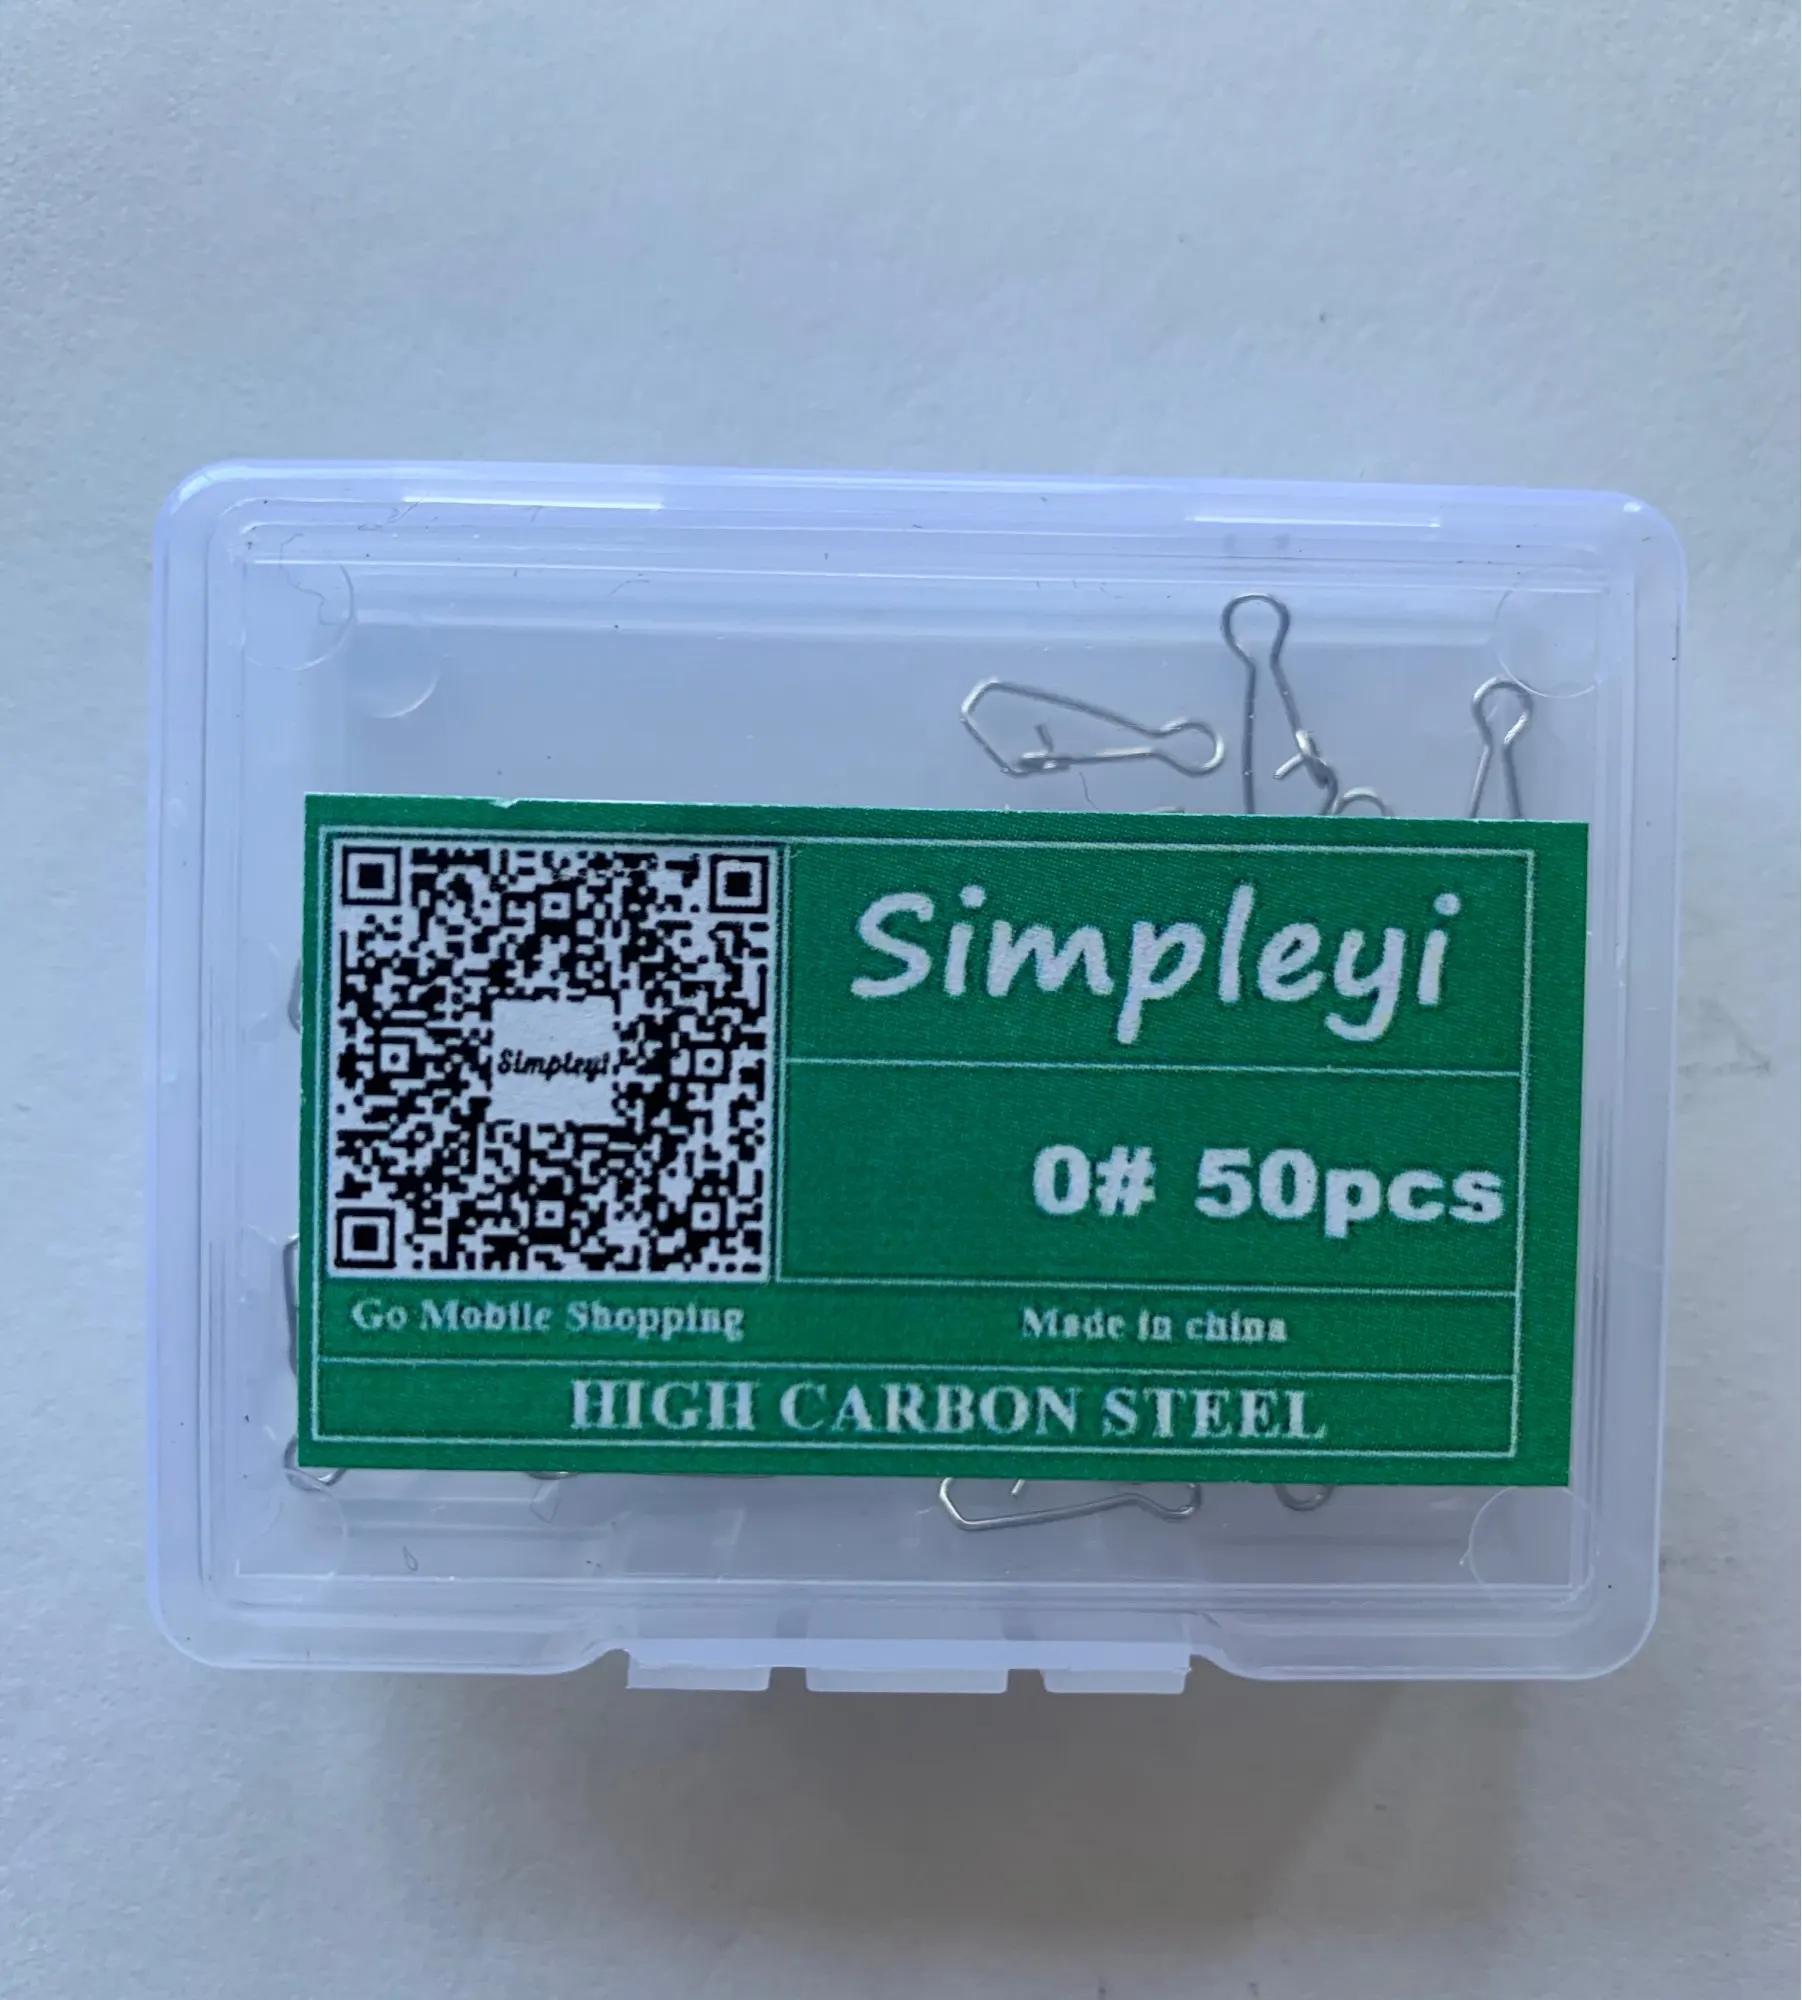 Simpleyi
Simpleyi
0# 50pcs
Go Mobile Shopping
Made in china
HIGH CARBON STEEL